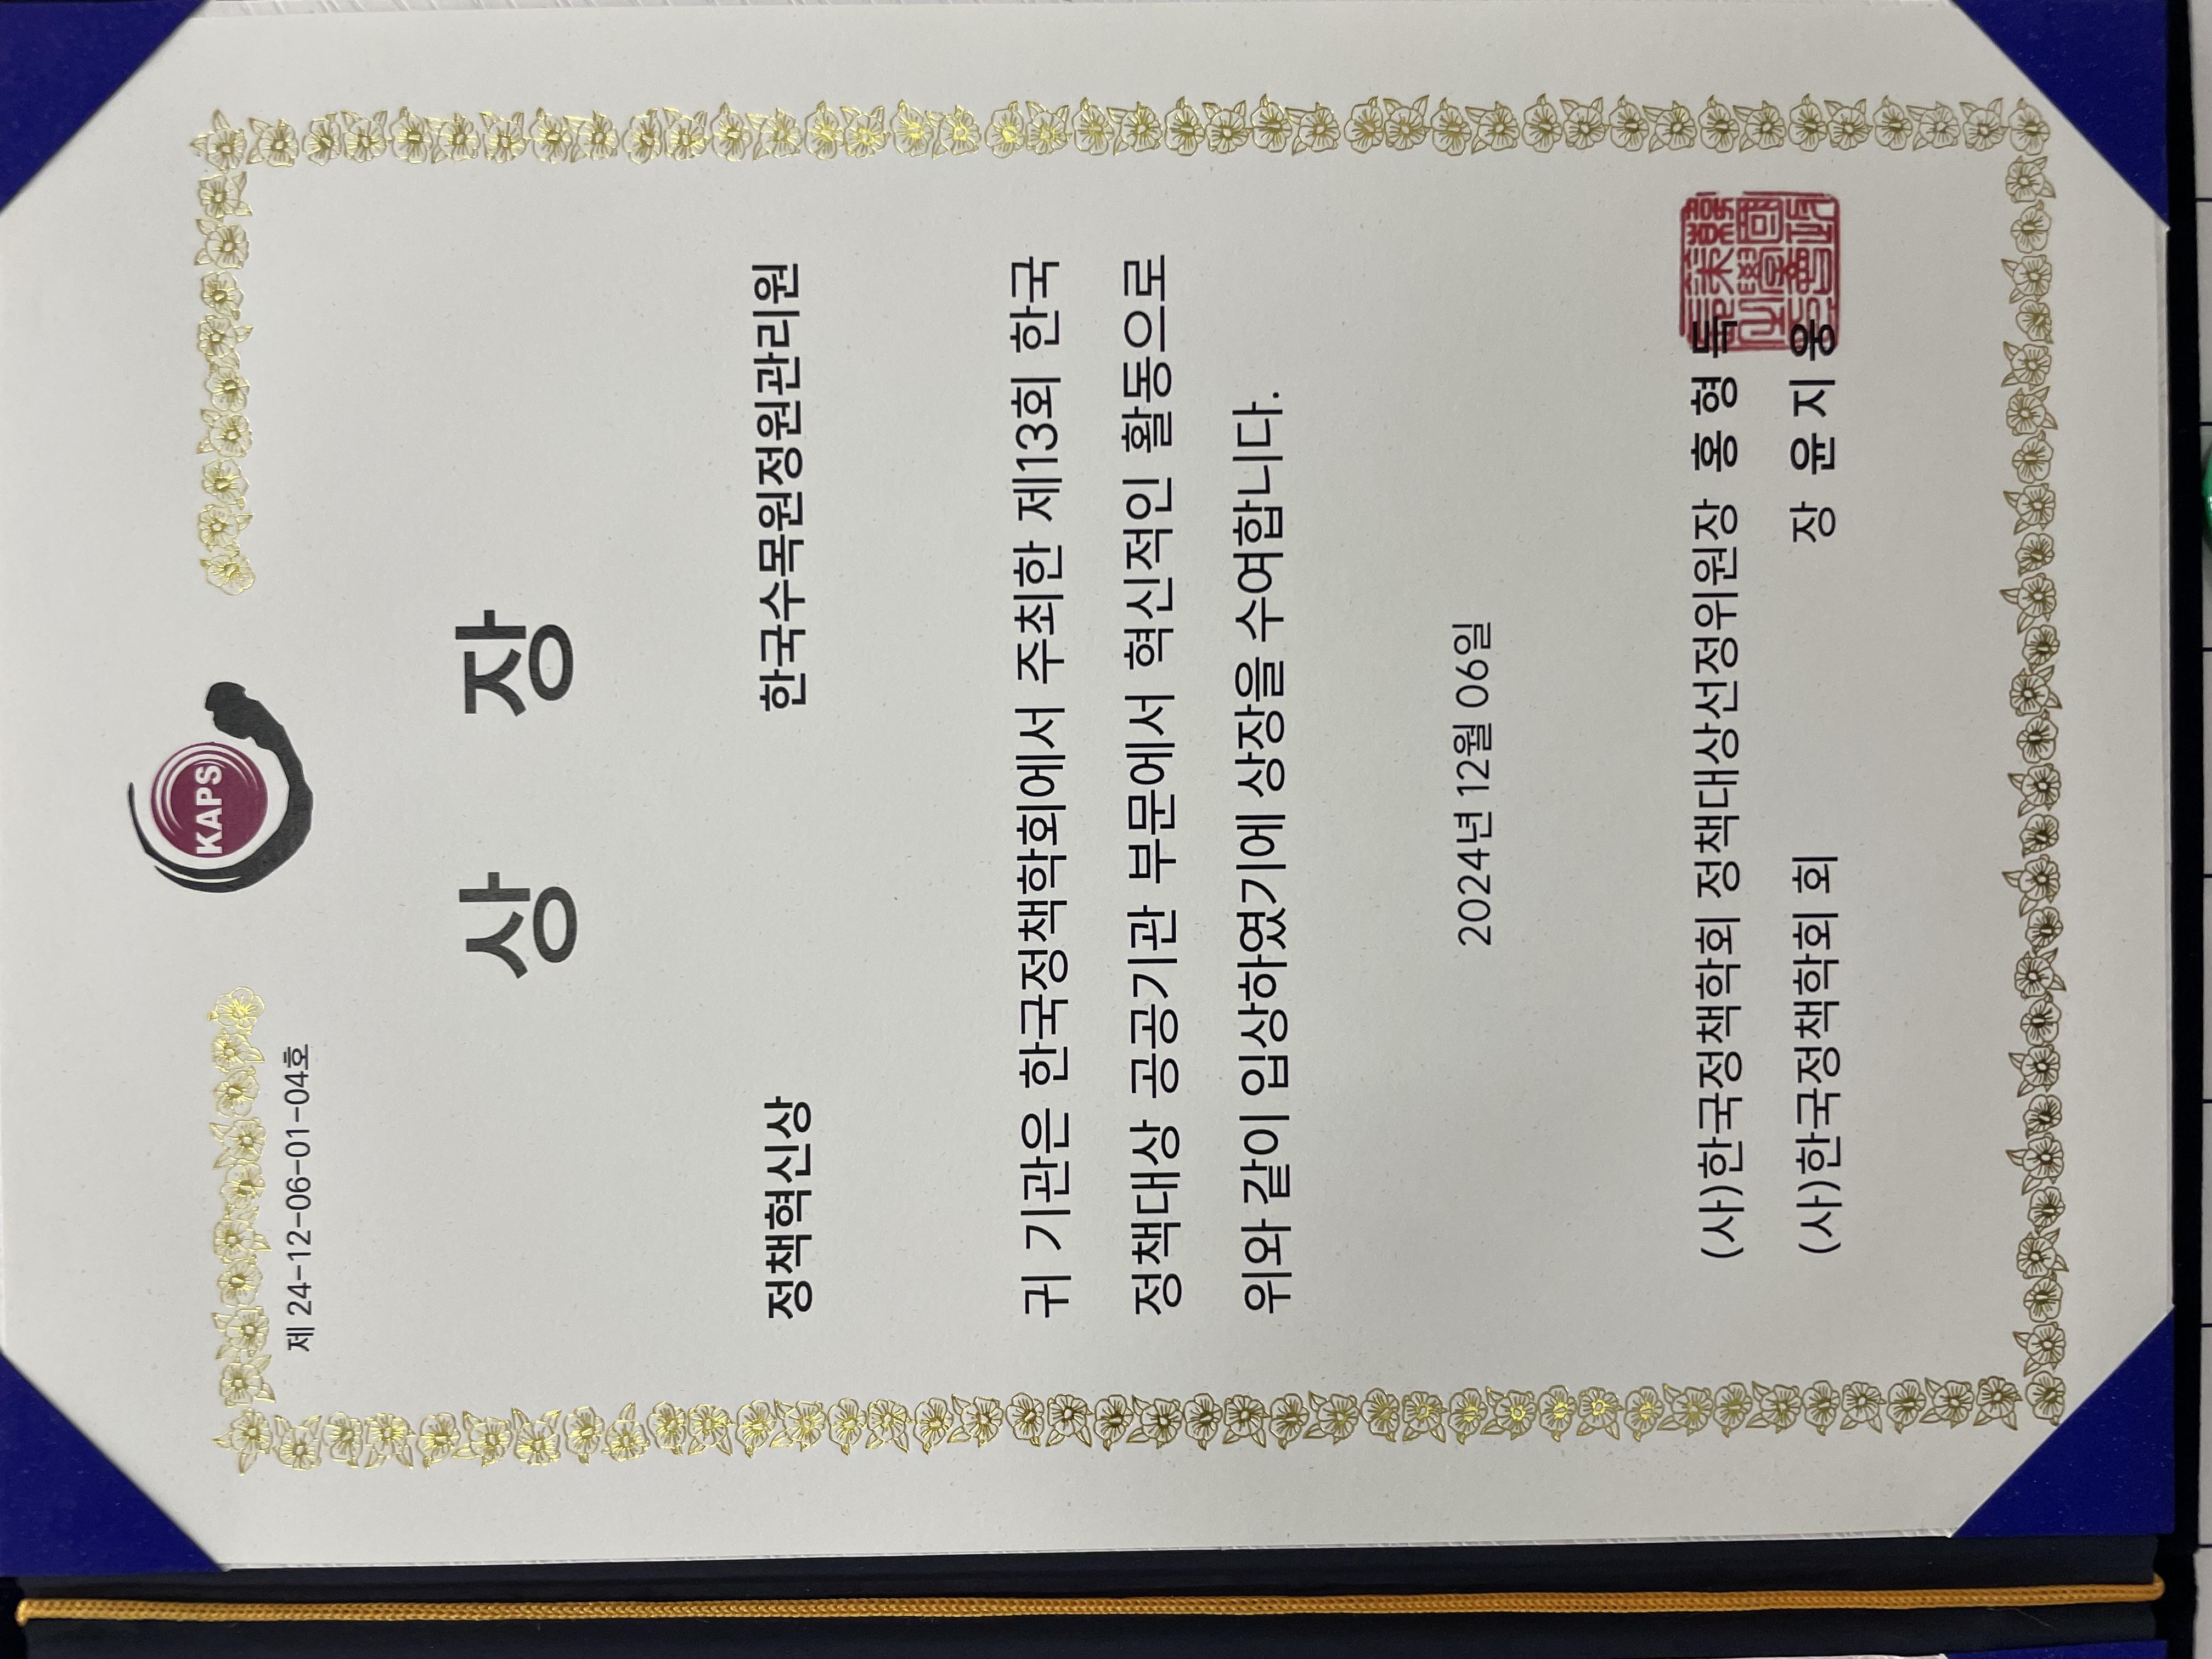 KAPS
제 24-12-06-01-04호
상 장
정책혁신상 한국수목원정원관리원
귀 기관은 한국정책학회에서 주최한 제13회 한국
정책대상 공공기관 부문에서 혁신적인 활동으로
위와 같이 입상하였기에 상장을 수여합니다.
2024년 12월 06일
(사)한국정책학회 정책대상선정위원장 홍 형 득
(사)한국정책학회 회 장 윤 지 웅